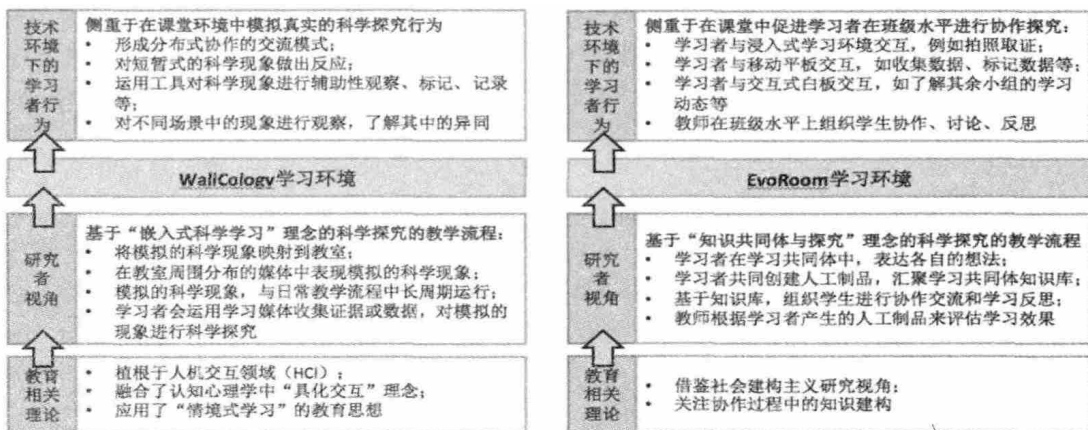 技术
环境
下的
学习
者行
为
侧重于在课堂环境中模拟真实的科学探究行为
• 形成分布式协作的交流模式；
• 对短暂式的科学现象做出反应；
• 运用工具对科学现象进行辅助性观察、标记、记录
等；
• 对不同场景中的现象进行观察，了解其中的异同
WallCology学习环境
研究
者
视角
基于“嵌入式科学学习”理念的科学探究的教学流程：
• 将模拟的科学现象映射到教室；
• 在教室周围分布的媒体中表现模拟的科学现象；
• 模拟的科学现象，与日常教学流程中长周期运行；
• 学习者会运用学习媒体收集证据或数据，对模拟的
现象进行科学探究
教育
相关
理论
• 植根于人机交互领域（HCI）；
• 融合了认知心理学中“具化交互”理念；
• 应用了“情境式学习”的教育思想
技术
环境
下的
学习
者行
为
侧重于在课堂中促进学习者在班级水平进行协作探究：
• 学习者与浸入式学习环境交互，例如拍照取证；
• 学习者与移动平板交互，如收集数据、标记数据等；
• 学习者与交互式白板交互，如了解其余小组的学习
动态等
• 教师在班级水平上组织学生协作、讨论、反思
EvoRoom学习环境
研究
者
视角
基于“知识共同体与探究”理念的科学探究的教学流程
• 学习者在学习共同体中，表达各自的想法；
• 学习者共同创建人工制品，汇聚学习共同体知识库；
• 基于知识库，组织学生进行协作交流和学习反思；
• 教师根据学习者产生的人工制品来评估学习效果
教育
相关
理论
• 借鉴社会建构主义研究视角；
• 关注协作过程中的知识建构